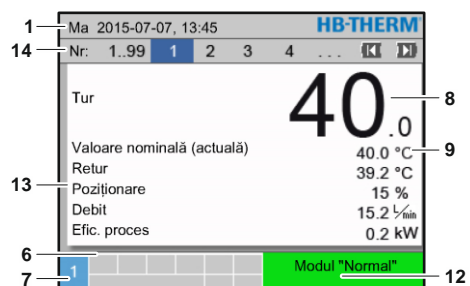 1 Ma 2015-07-07, 13:45 HB-THERM
14 Nr: 1..99 1 2 3 4 ...
Tur 40.0 8
Valoare nominală (actuală) 40.0 °C 9
Retur 39.2 °C
13 Poziționare 15 %
Debit 15.2 L/min
Efic. proces 0.2 kW
6
7 1 Modul "Normal" 12